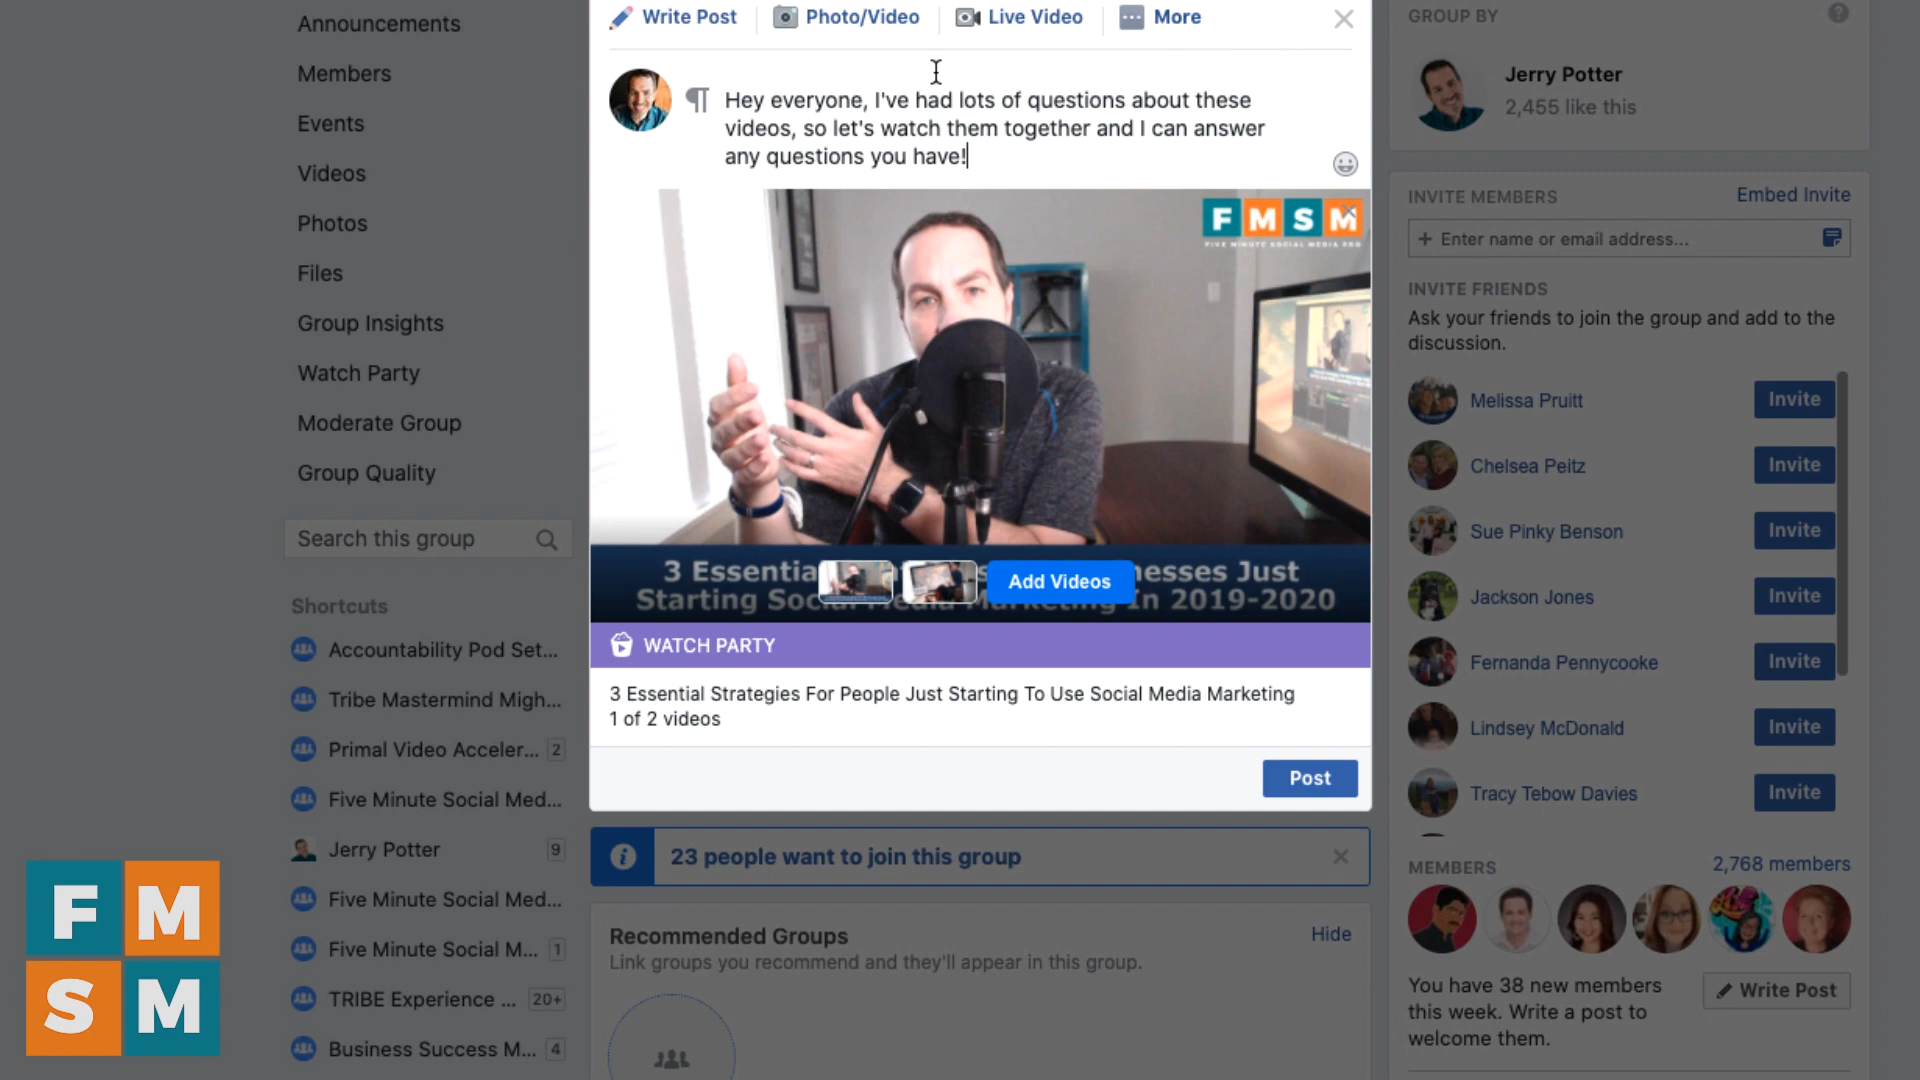 Announcements
Members
Events
Videos
Photos
Files
Group Insights
Watch Party
Moderate Group
Group Quality
Search this group
Shortcuts
Accountability Pod Set...
Tribe Mastermind Migh...
Primal Video Acceler... 2
Five Minute Social Med...
Jerry Potter 9
Five Minute Social Med...
Five Minute Social M... 1
TRIBE Experience ... 20+
Business Success M... 4
F M
S M
Write Post Photo/Video Live Video More
Hey everyone, I've had lots of questions about these
videos, so let's watch them together and I can answer
any questions you have!
F M S M
FIVE MINUTE SOCIAL MEDIA PRO
3 Essentia
esses Just
Starting Social Media Marketing In 2019-2020
Add Videos
WATCH PARTY
3 Essential Strategies For People Just Starting To Use Social Media Marketing
1 of 2 videos
Post
23 people want to join this group
Recommended Groups
Hide
Link groups you recommend and they'll appear in this group.
GROUP BY
Jerry Potter
2,455 like this
INVITE MEMBERS Embed Invite
+ Enter name or email address...
INVITE FRIENDS
Ask your friends to join the group and add to the
discussion.
Melissa Pruitt Invite
Chelsea Peitz Invite
Sue Pinky Benson Invite
Jackson Jones Invite
Fernanda Pennycooke Invite
Lindsey McDonald Invite
Tracy Tebow Davies Invite
MEMBERS 2,768 members
You have 38 new members
this week. Write a post to
welcome them.
Write Post